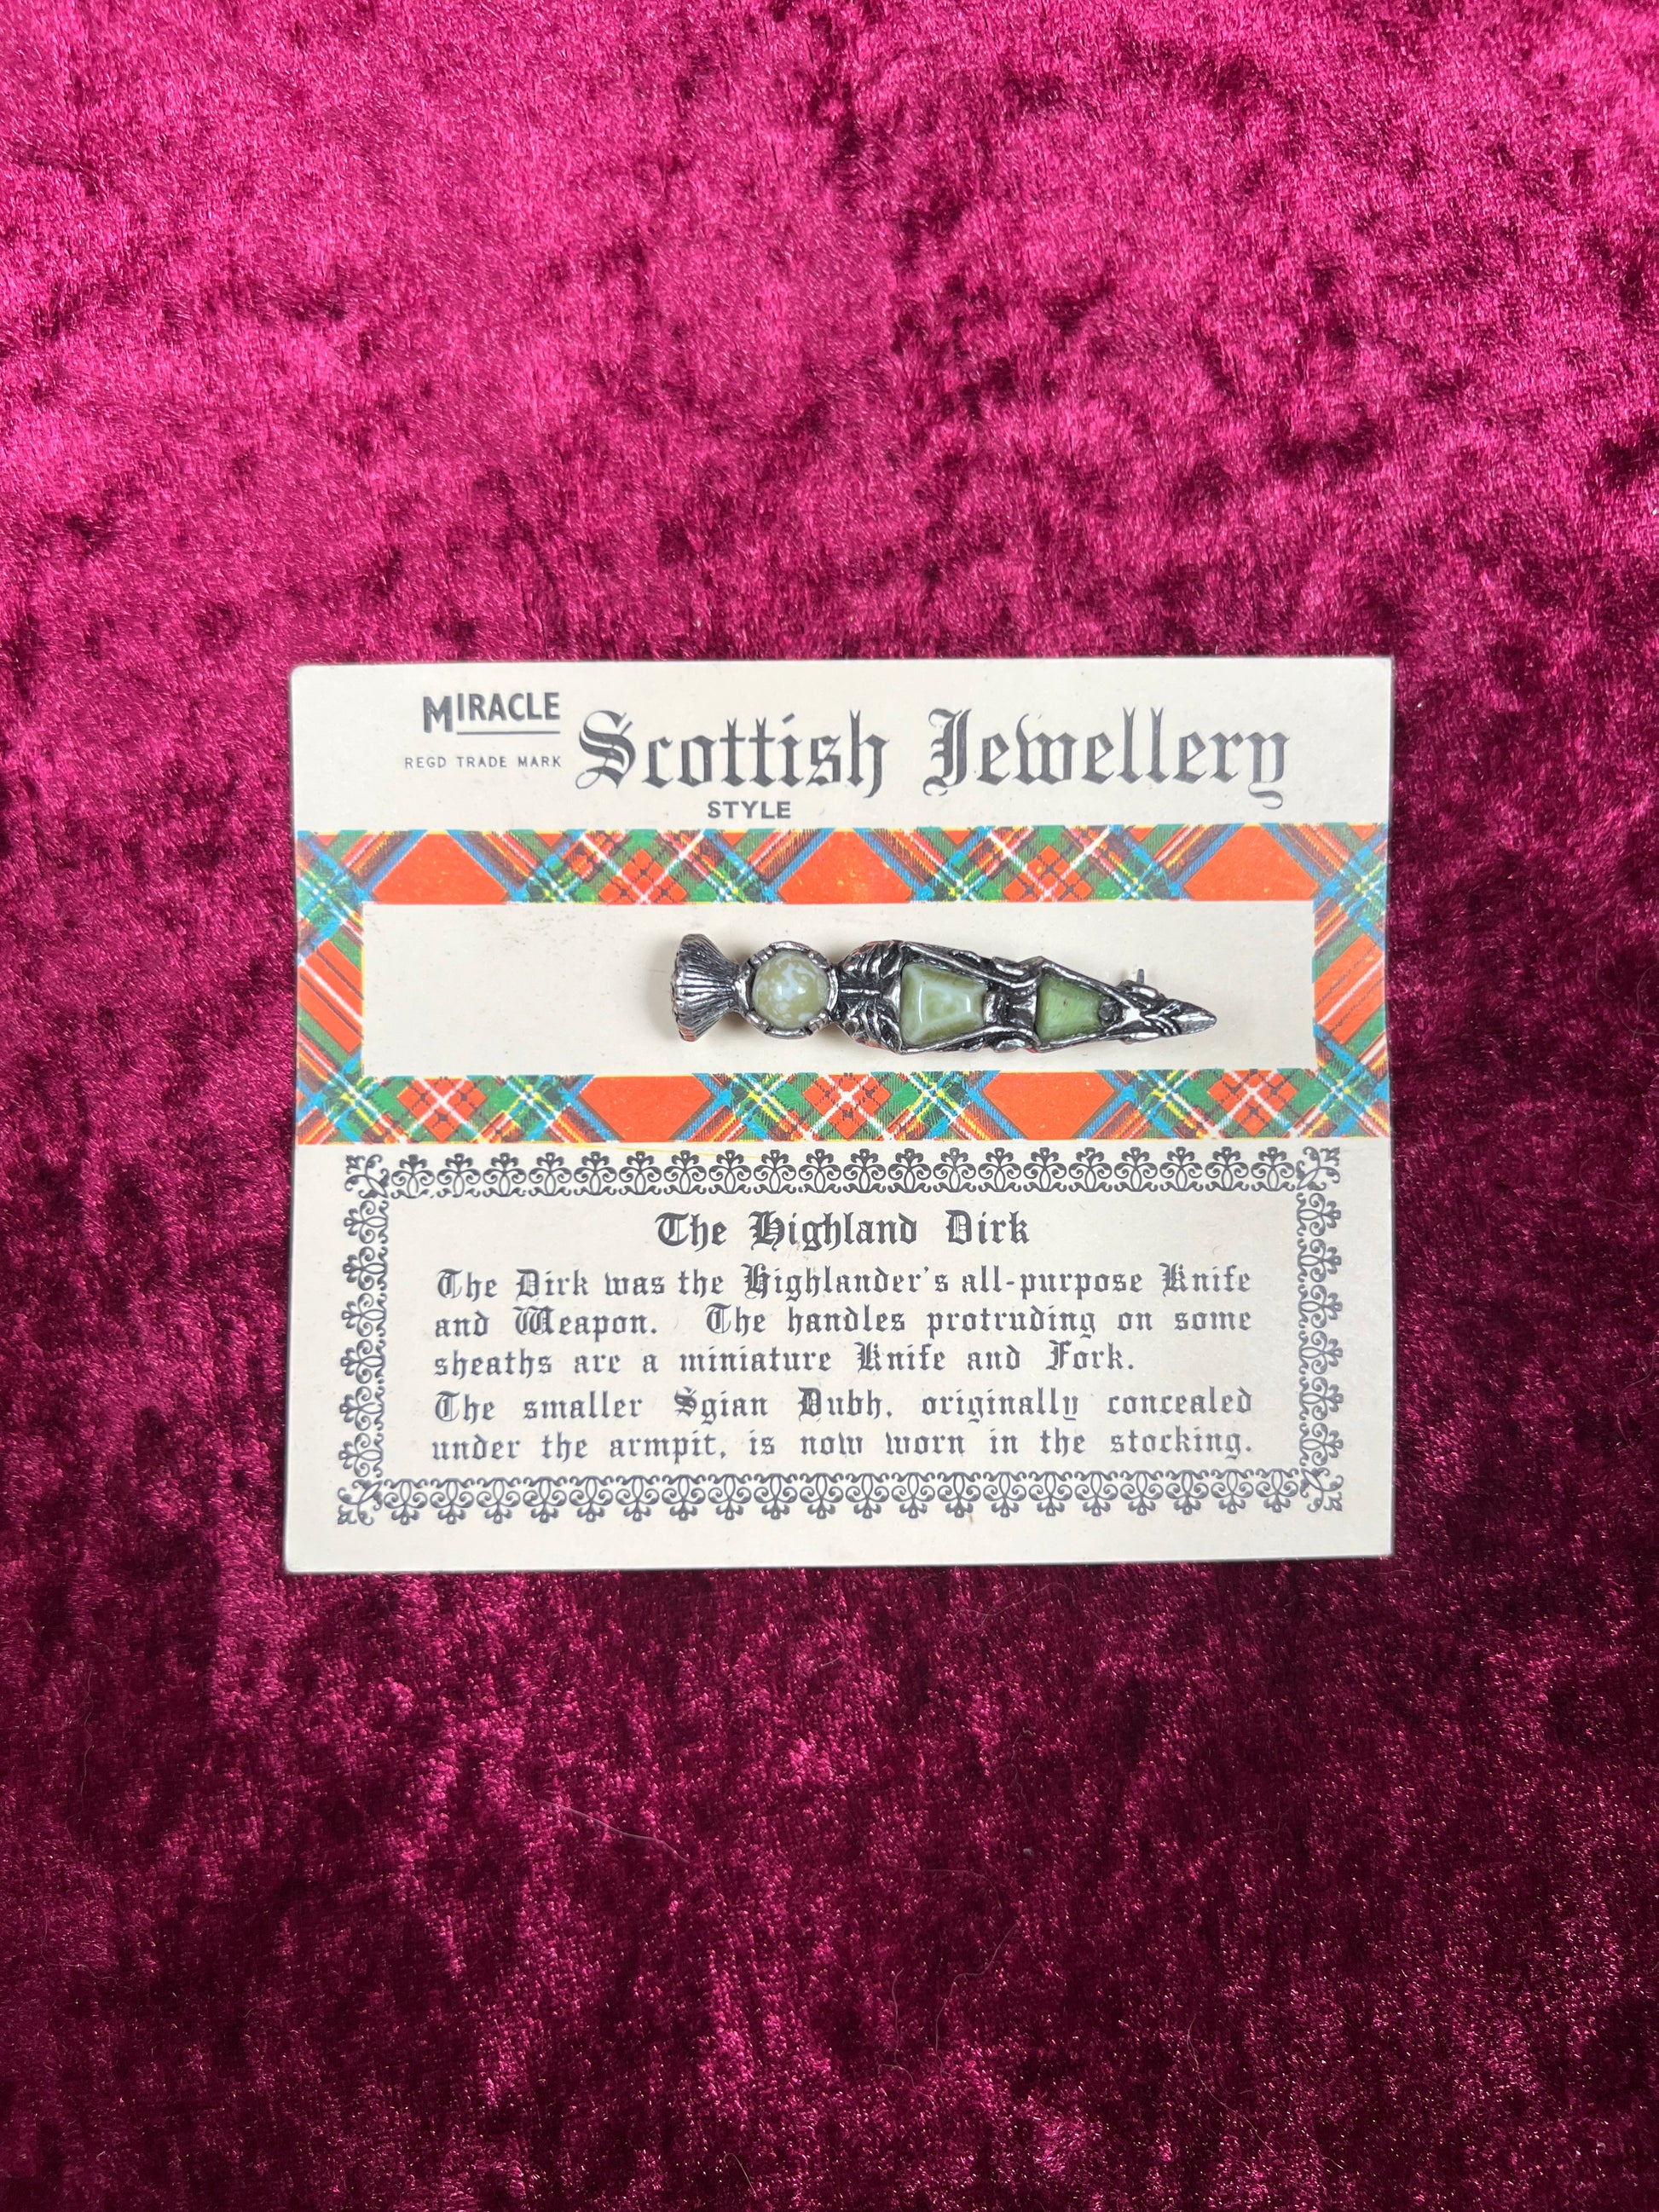 MIRACLE
REGD TRADE MARK
Scottish Jewellery
STYLE
The Highland Dirk
The Dirk was the Highlander's all-purpose Knife
and Weapon. The handles protruding on some
sheaths are a miniature Knife and Fork.
The smaller Sgian Dubh, originally concealed
under the armpit, is now worn in the stocking.